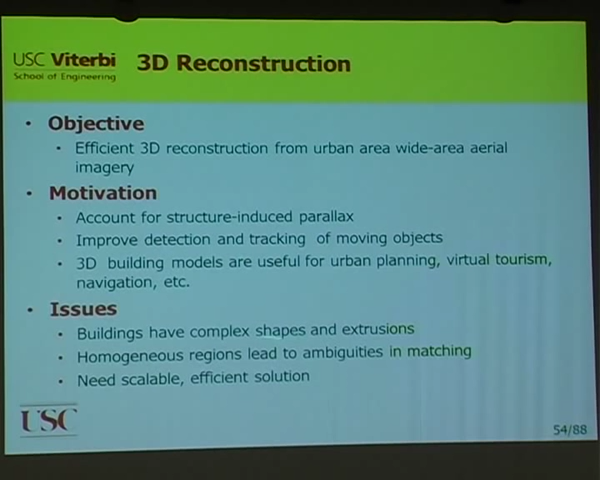 USC Viterbi
School of Engineering
3D Reconstruction
• Objective
• Efficient 3D reconstruction from urban area wide-area aerial
imagery
• Motivation
• Account for structure-induced parallax
• Improve detection and tracking of moving objects
• 3D building models are useful for urban planning, virtual tourism,
navigation, etc.
• Issues
• Buildings have complex shapes and extrusions
• Homogeneous regions lead to ambiguities in matching
• Need scalable, efficient solution
USC
54/88